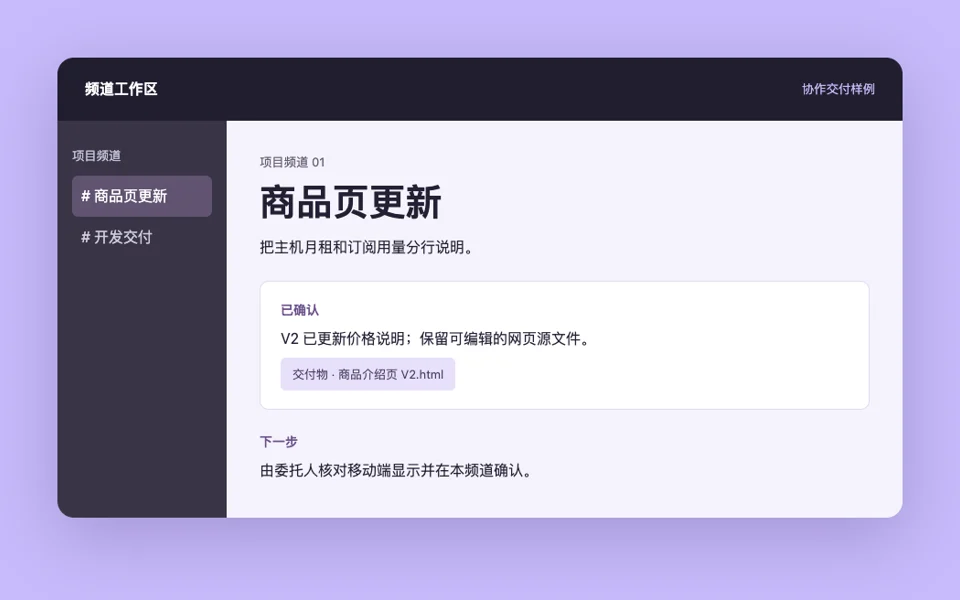 频道工作区
协作交付样例
项目频道
# 商品页更新
# 开发交付
项目频道 01
商品页更新
把主机月租和订阅用量分行说明。
已确认
V2 已更新价格说明；保留可编辑的网页源文件。
交付物 · 商品介绍页 V2.html
下一步
由委托人核对移动端显示并在本频道确认。